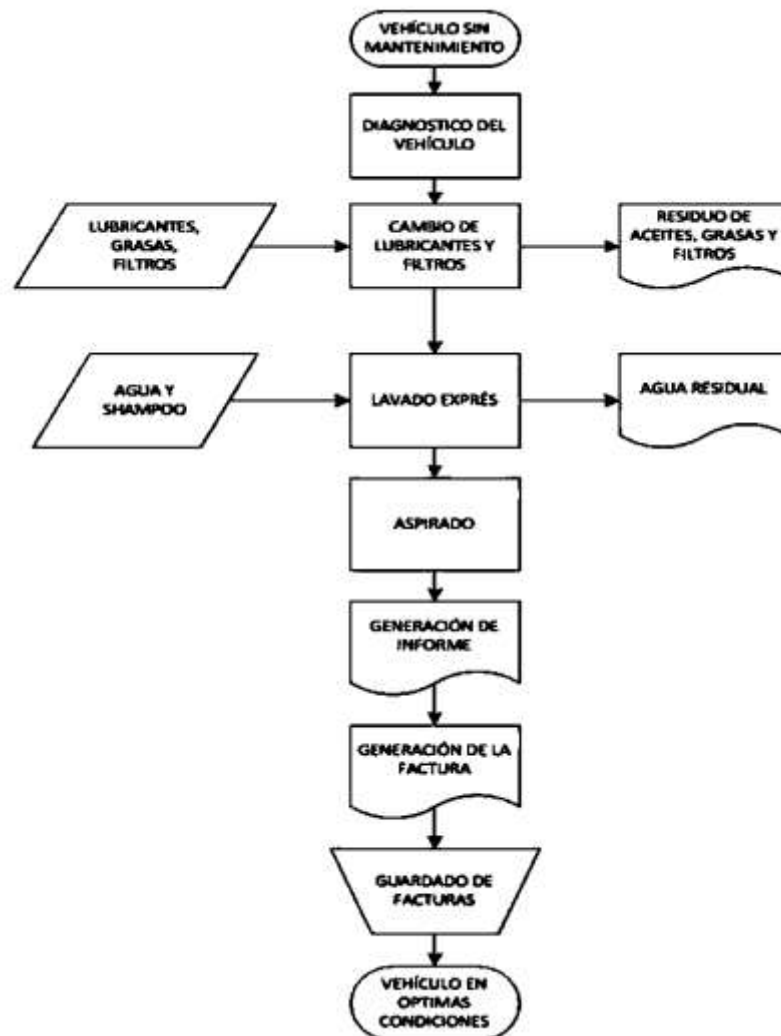 VEHÍCULO SIN
MANTENIMIENTO
DIAGNOSTICO DEL
VEHÍCULO
LUBRICANTES,
GRASAS,
FILTROS
CAMBIO DE
LUBRICANTES Y
FILTROS
RESIDUO DE
ACEITES, GRASAS Y
FILTROS
AGUA Y
SHAMPOO
LAVADO EXPRÉS
AGUA RESIDUAL
ASPIRADO
GENERACIÓN DE
INFORME
GENERACIÓN DE LA
FACTURA
GUARDADO DE
FACTURAS
VEHÍCULO EN
OPTIMAS
CONDICIONES